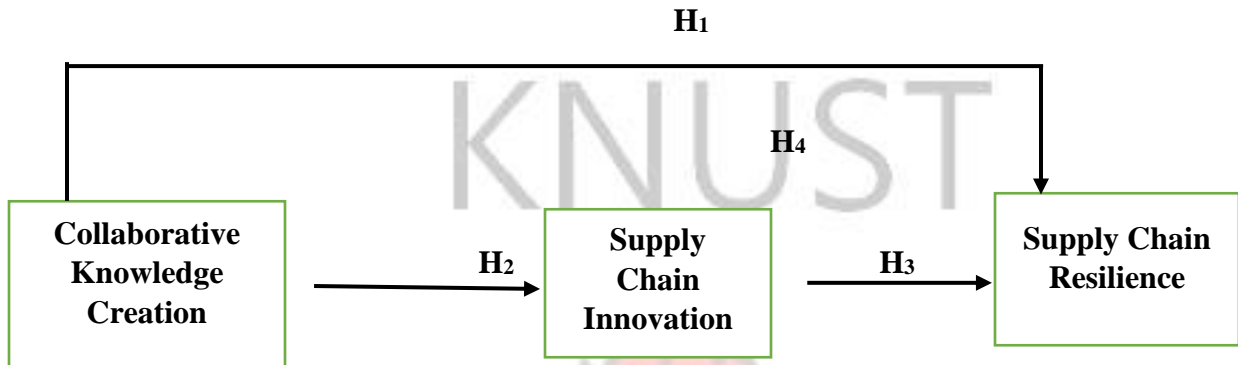 H₁
KNUST
H₄
Collaborative
Knowledge
Creation
H₂
Supply
Chain
Innovation
H₃
Supply Chain
Resilience